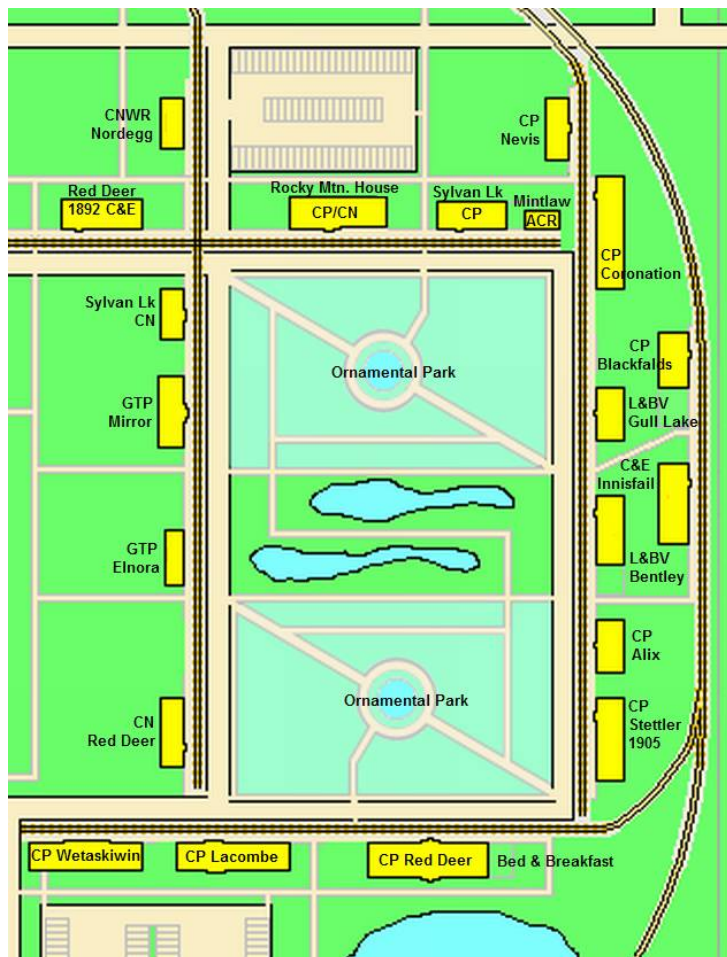 CNWR
Nordegg
CP
Nevis
Red Deer
1892 C&E
Rocky Mtn. House
CP/CN
Sylvan Lk
CP
Mintlaw
ACR
CP
Coronation
Sylvan Lk
CN
CP
Blackfalds
Ornamental Park
GTP
Mirror
L&BV
Gull Lake
C&E
Innisfail
GTP
Elnora
L&BV
Bentley
CP
Alix
Ornamental Park
CN
Red Deer
CP
Stettler
1905
CP Wetaskiwin
CP Lacombe
CP Red Deer
Bed & Breakfast